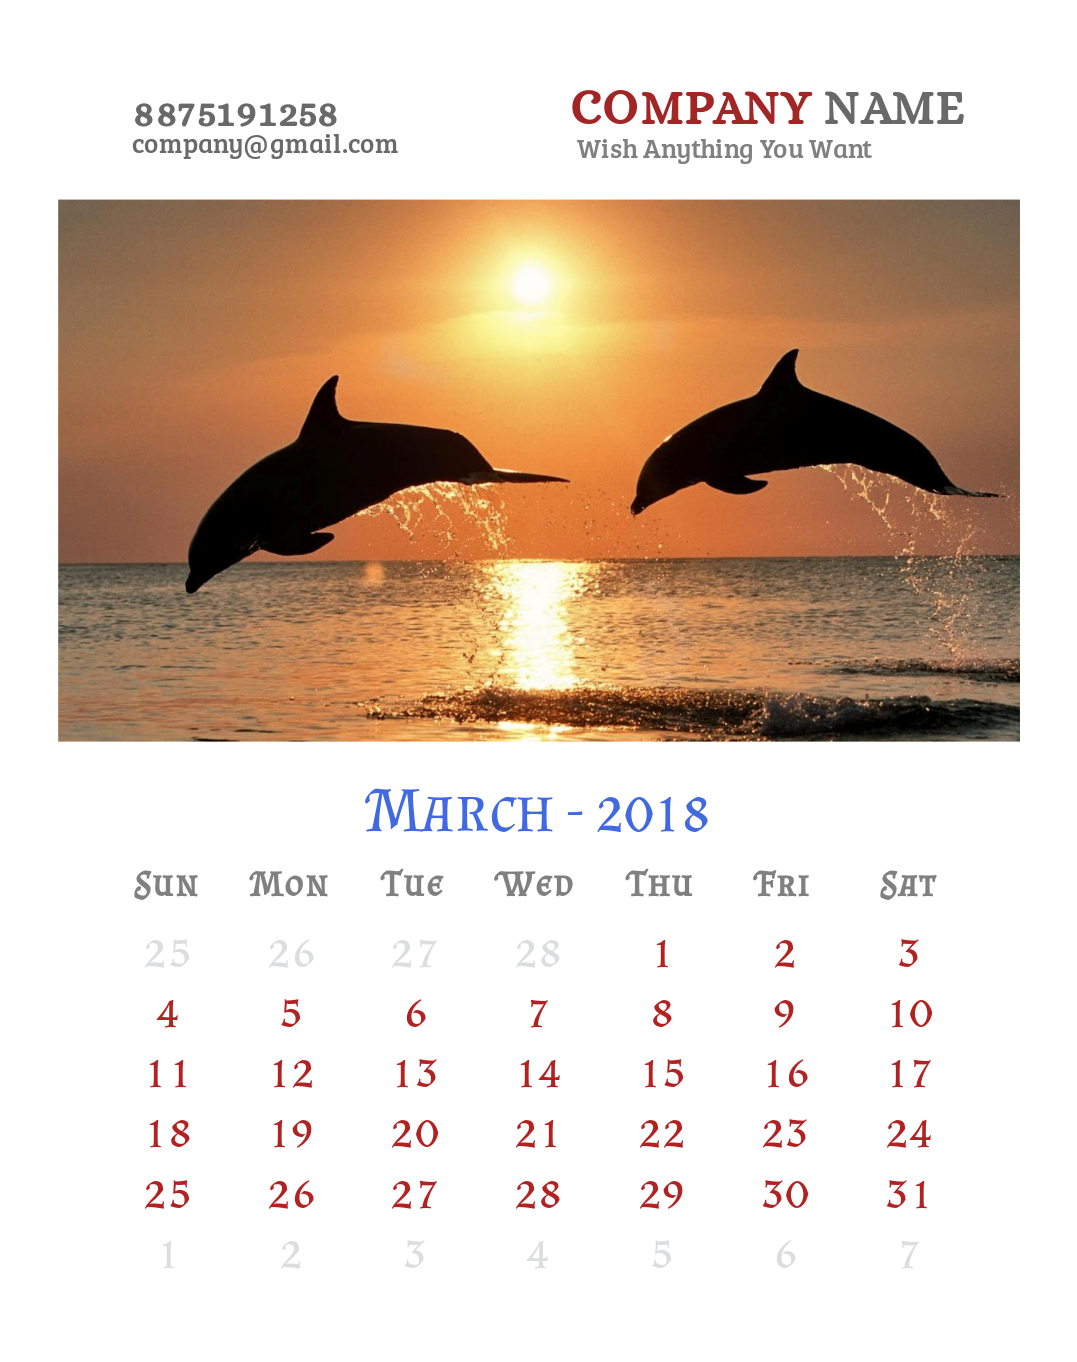 8875191258
company@gmail.com
COMPANY NAME
Wish Anything You Want
March - 2018
Sun Mon Tue Wed Thu Fri Sat
25 26 27 28 1 2 3
4 5 6 7 8 9 10
11 12 13 14 15 16 17
18 19 20 21 22 23 24
25 26 27 28 29 30 31
1 2 3 4 5 6 7